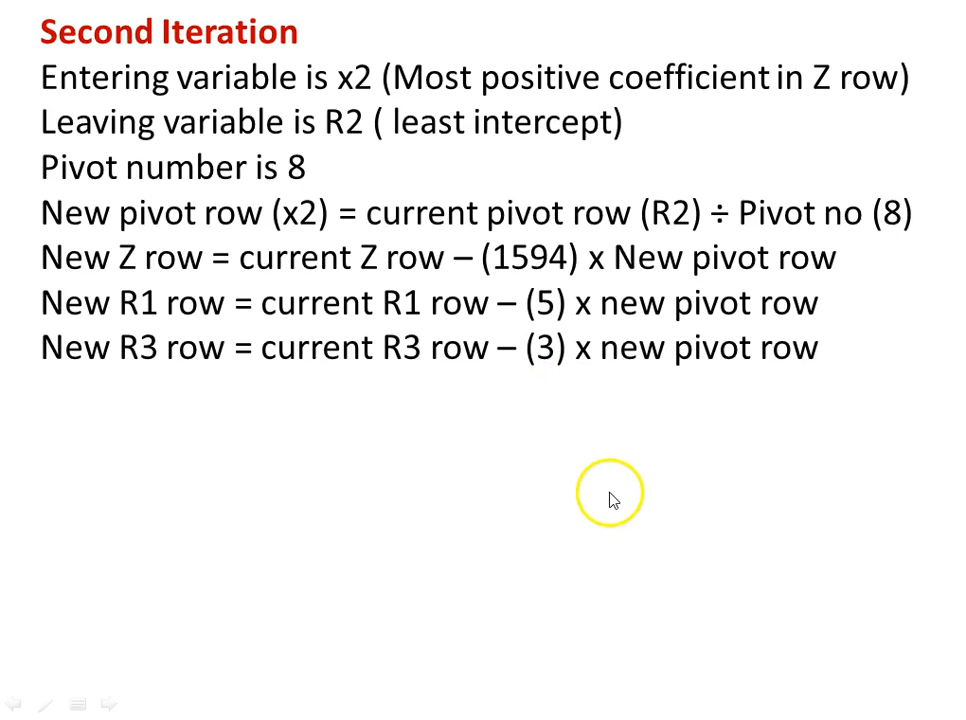 Second Iteration
Entering variable is x2 (Most positive coefficient in Z row)
Leaving variable is R2 ( least intercept)
Pivot number is 8
New pivot row (x2) = current pivot row (R2) ÷ Pivot no (8)
New Z row = current Z row – (1594) x New pivot row
New R1 row = current R1 row – (5) x new pivot row
New R3 row = current R3 row – (3) x new pivot row